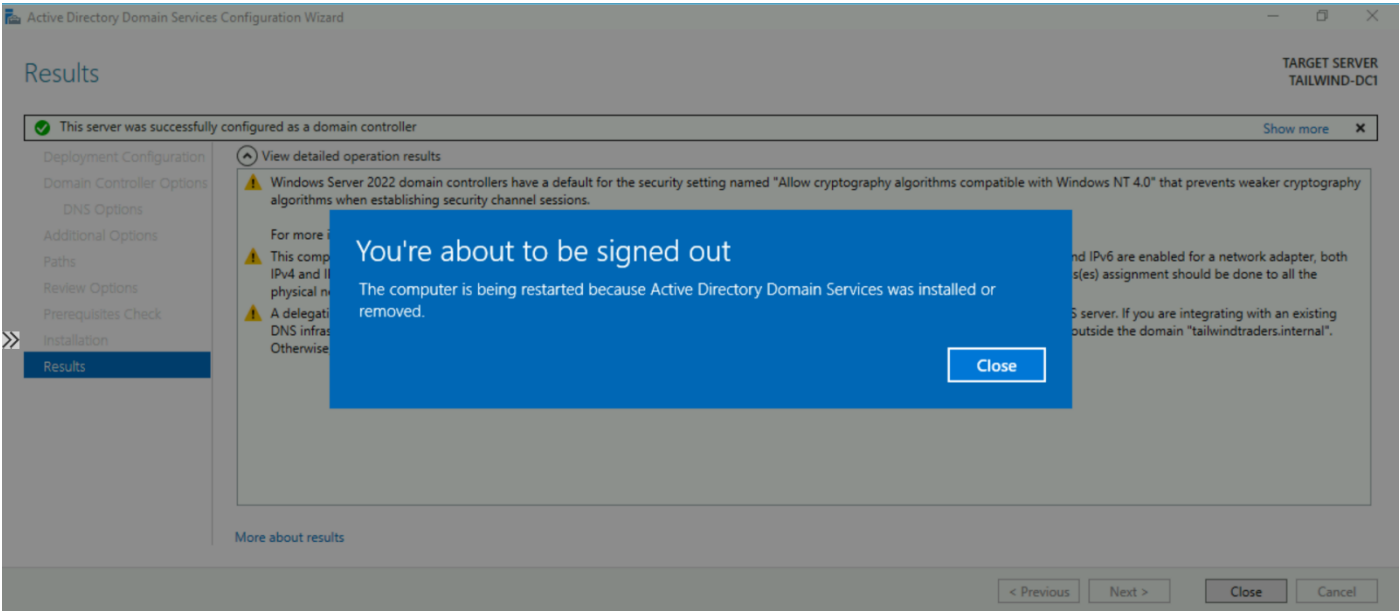 Active Directory Domain Services Configuration Wizard
Results
TARGET SERVER
TAILWIND-DC1
This server was successfully configured as a domain controller
Show more
Deployment Configuration
Domain Controller Options
DNS Options
Additional Options
Paths
Review Options
Prerequisites Check
Installation
Results
View detailed operation results
Windows Server 2022 domain controllers have a default for the security setting named "Allow cryptography algorithms compatible with Windows NT 4.0" that prevents weaker cryptography
algorithms when establishing security channel sessions.
For more
This comp nd IPv6 are enabled for a network adapter, both
IPv4 and s(es) assignment should be done to all the
physical
A delegati S server. If you are integrating with an existing
DNS infras outside the domain "tailwindtraders.internal".
Otherwise
You're about to be signed out
The computer is being restarted because Active Directory Domain Services was installed or
removed.
Close
More about results
< Previous
Next >
Close
Cancel